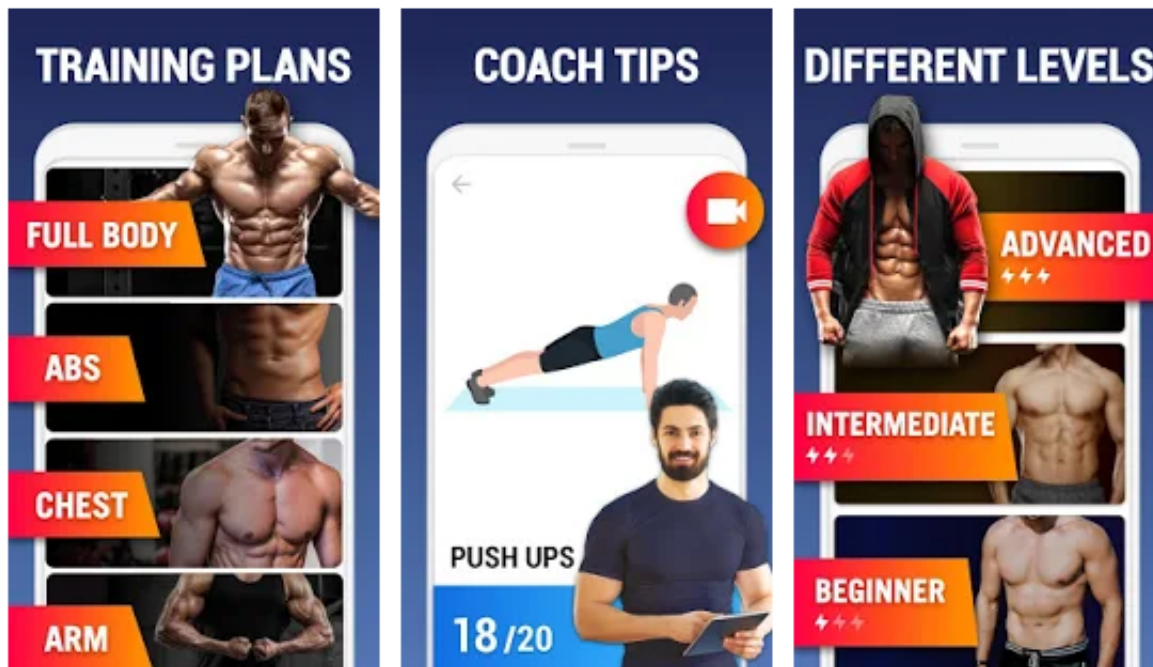 TRAINING PLANS
FULL BODY
ABS
CHEST
ARM
COACH TIPS
PUSH UPS
18/20
DIFFERENT LEVELS
ADVANCED
INTERMEDIATE
BEGINNER